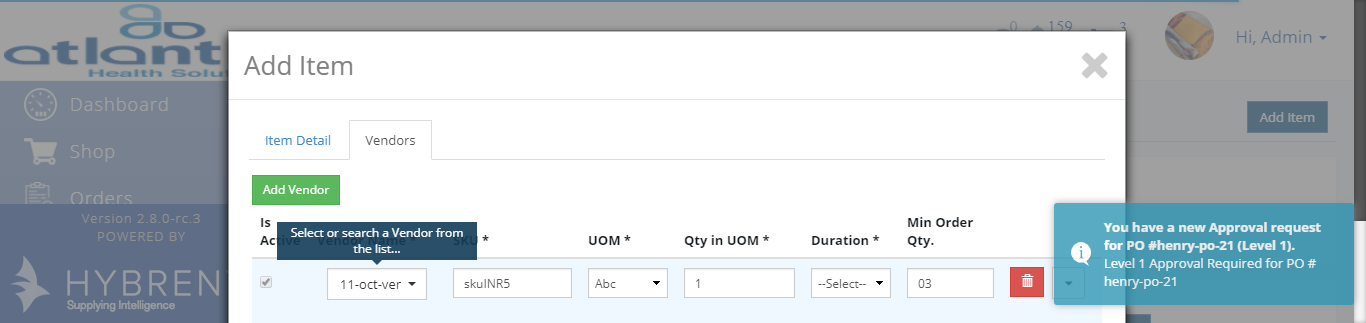 atlant
Health Solu
Hi, Admin
0 159 3
Add Item
Dashboard
Shop
Orders
Version 2.8.0-rc.3
POWERED BY
HYBREN
Supplying Intelligence
Add Item
Item Detail
Vendors
Add Vendor
Is Active
Vendor Name *
SKU *
UOM *
Qty in UOM *
Duration *
Min Order
Qty.
Select or search a Vendor from
the list...
11-oct-ver
skuINR5
Abc
1
--Select--
03
You have a new Approval request
for PO #henry-po-21 (Level 1).
Level 1 Approval Required for PO #
henry-po-21